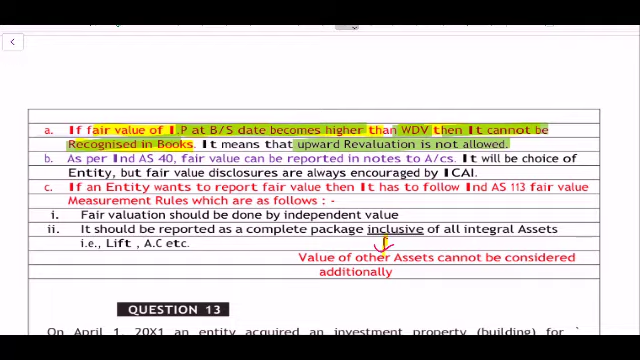 a. If fair value of I.P at B/S date becomes higher than WDV then It cannot be
Recognised in Books. It means that upward Revaluation is not allowed.
b. As per Ind AS 40, fair value can be reported in notes to A/cs. It will be choice of
Entity, but fair value disclosures are always encouraged by ICAI.
c. If an Entity wants to report fair value then It has to follow Ind AS 113 fair value
Measurement Rules which are as follows : -
i. Fair valuation should be done by independent value
ii. It should be reported as a complete package inclusive of all integral Assets
i.e., Lift , A.C etc.
Value of other Assets cannot be considered
additionally
QUESTION 13
On April 1, 20X1 an entity acquired an investment property (building) for `